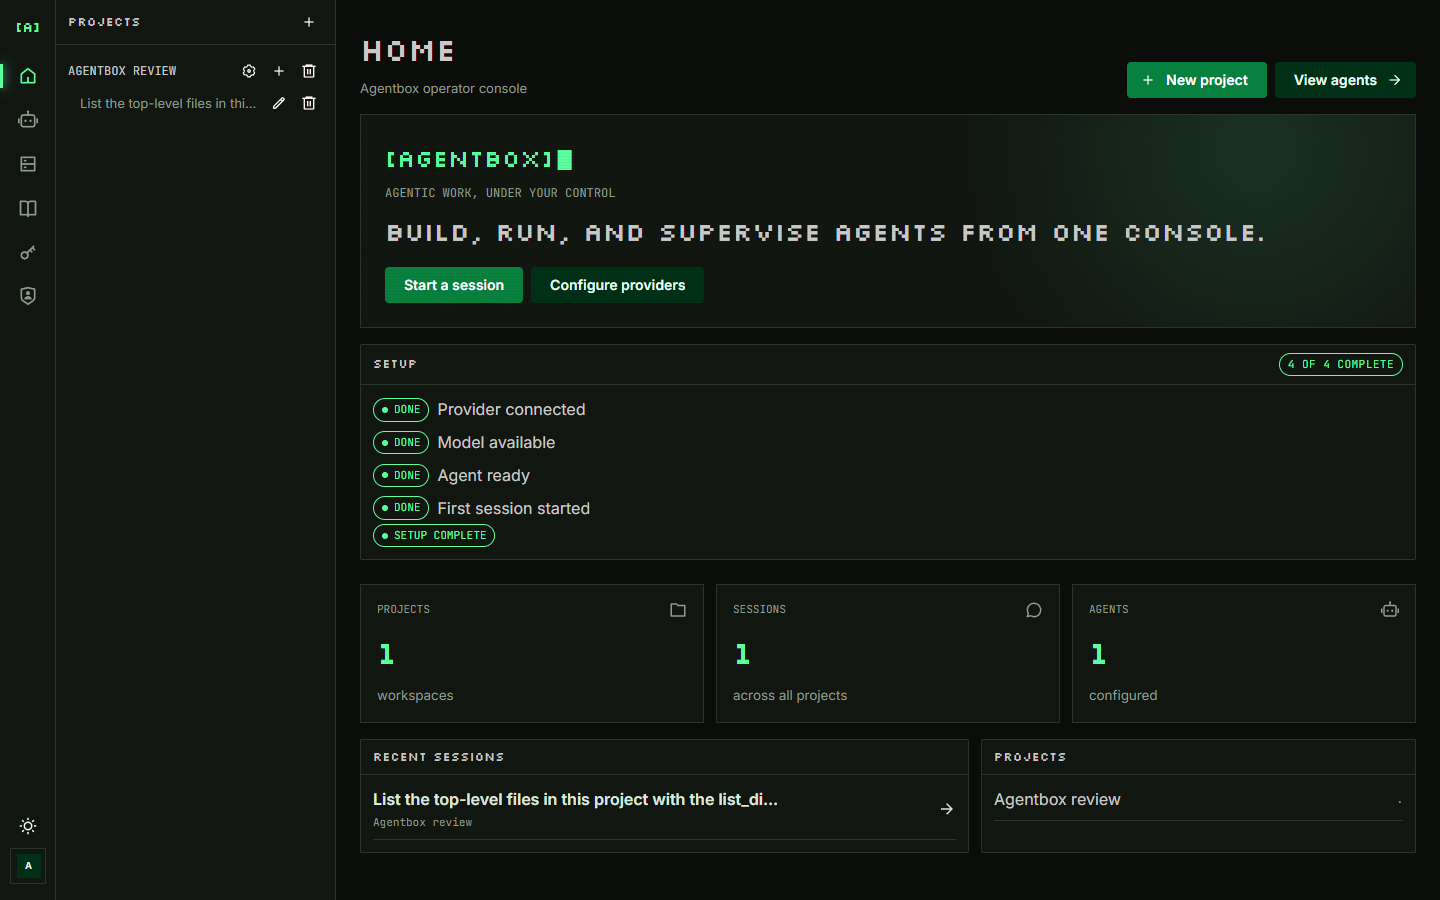 [A]
PROJECTS
AGENTBOX REVIEW
List the top-level files in thi...
A
HOME
Agentbox operator console
New project
View agents
[AGENTBOX]
AGENTIC WORK, UNDER YOUR CONTROL
BUILD, RUN, AND SUPERVISE AGENTS FROM ONE CONSOLE.
Start a session
Configure providers
SETUP
4 OF 4 COMPLETE
DONE Provider connected
DONE Model available
DONE Agent ready
DONE First session started
SETUP COMPLETE
PROJECTS
1
workspaces
SESSIONS
1
across all projects
AGENTS
1
configured
RECENT SESSIONS
List the top-level files in this project with the list_di...
Agentbox review
PROJECTS
Agentbox review
.